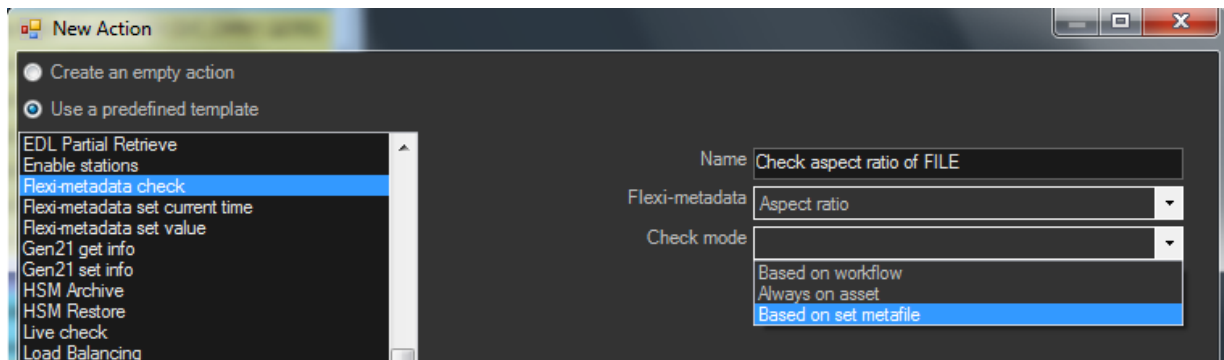 New Action
Create an empty action
Use a predefined template
EDL Partial Retrieve
Enable stations
Flexi-metadata check
Flexi-metadata set current time
Flexi-metadata set value
Gen21 get info
Gen21 set info
HSM Archive
HSM Restore
Live check
Load Balancing
Name Check aspect ratio of FILE
Flexi-metadata Aspect ratio
Check mode
Based on workflow
Always on asset
Based on set metafile